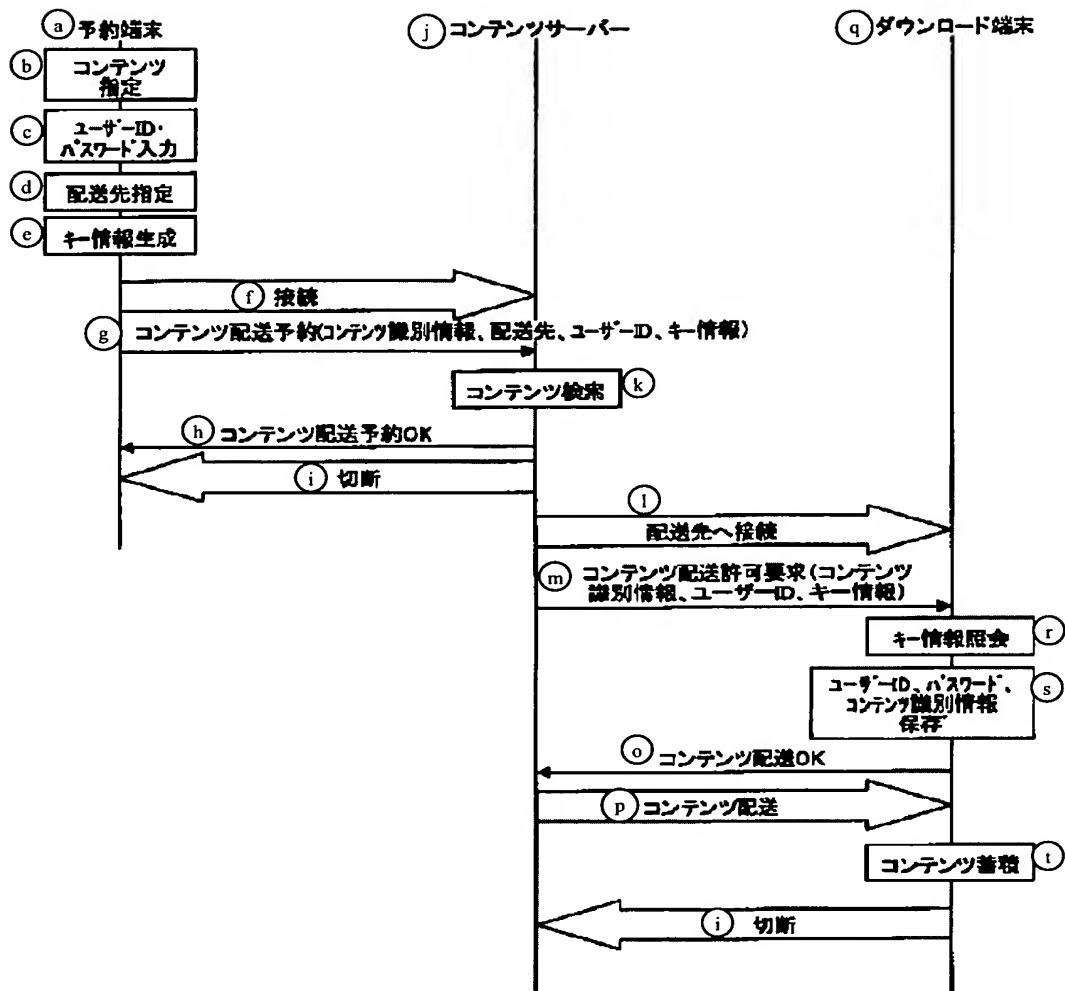 ⓐ 予約端末
ⓙ コンテンツサーバー
ⓠ ダウンロード端末
ⓑ コンテンツ
指定
ⓒ ユーザーID・
パスワード入力
ⓓ 配送先指定
ⓔ キー情報生成
ⓕ 接続
ⓖ コンテンツ配送予約(コンテンツ識別情報、配送先、ユーザーID、キー情報)
コンテンツ検索 ⓚ
ⓗ コンテンツ配送予約OK
ⓘ 切断
ⓛ
配送先へ接続
ⓜ コンテンツ配送許可要求(コンテンツ
識別情報、ユーザーID、キー情報)
キー情報照会 ⓡ
ユーザーID、パスワード、
コンテンツ識別情報
保存 ⓢ
ⓞ コンテンツ配送OK
ⓟ コンテンツ配送
コンテンツ蓄積 ⓣ
ⓘ 切断